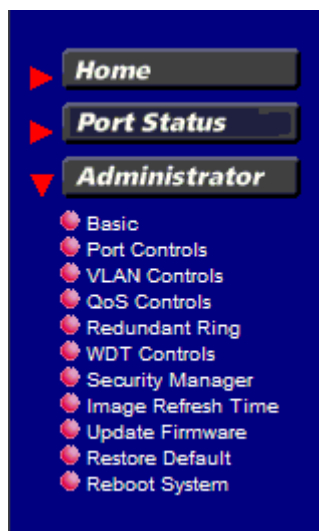 Home
Port Status
Administrator
Basic
Port Controls
VLAN Controls
QoS Controls
Redundant Ring
WDT Controls
Security Manager
Image Refresh Time
Update Firmware
Restore Default
Reboot System